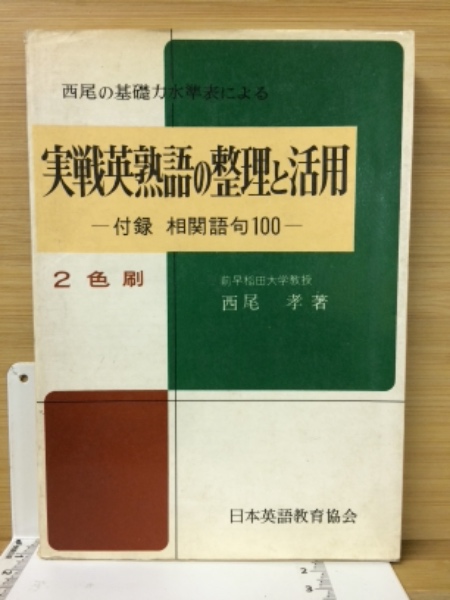 西尾の基礎力水準表による
実戦英熟語の整理と活用
—付録 相関語句100—
2色刷
前早稲田大学教授
西尾 孝著
日本英語教育協会